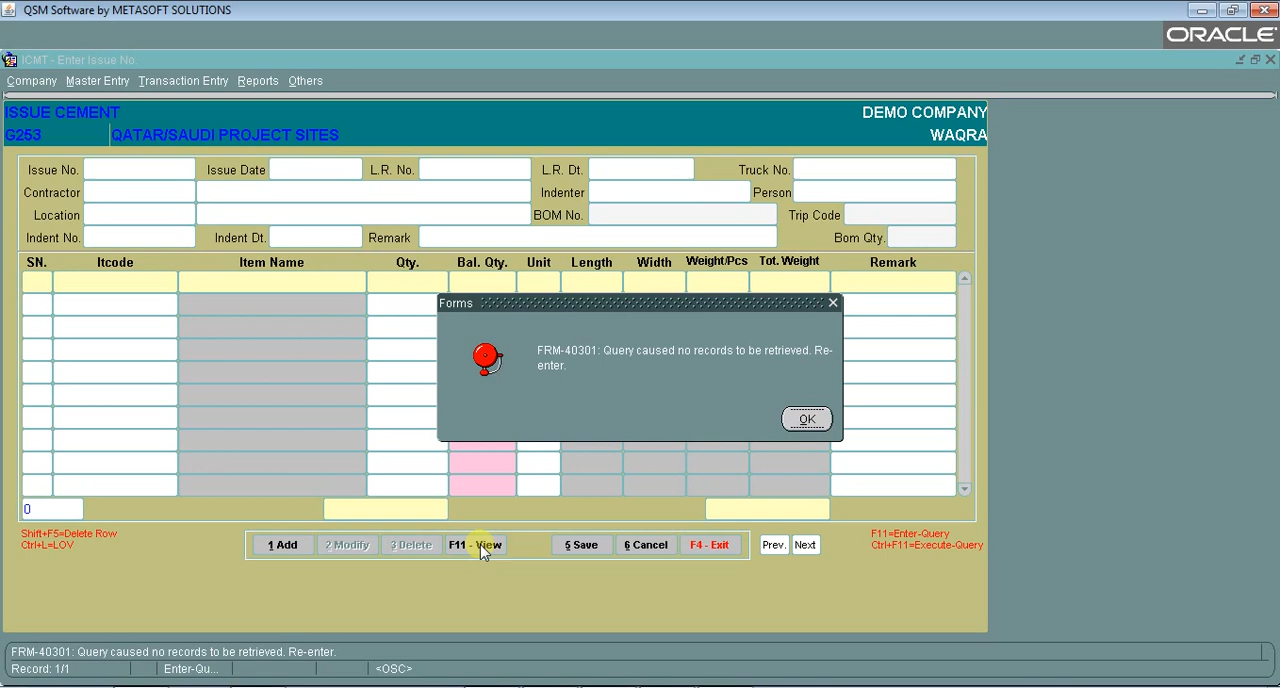 QSM Software by METASOFT SOLUTIONS
ORACLE
ICMT - Enter Issue No.
Company Master Entry Transaction Entry Reports Others
ISSUE CEMENT DEMO COMPANY
G253 QATAR/SAUDI PROJECT SITES WAQRA
Issue No. Issue Date L.R. No. L.R. Dt. Truck No.
Contractor Indenter Person
Location BOM No. Trip Code
Indent No. Indent Dt. Remark Bom Qty.
SN. Itcode Item Name Qty. Bal. Qty. Unit Length Width Weight/Pcs Tot. Weight Remark
Forms
FRM-40301: Query caused no records to be retrieved. Re-
enter.
OK
0
Shift+F5=Delete Row
Ctrl+L=LOV
1 Add 2 Modify 3 Delete F11 - View 5 Save 6 Cancel F4 - Exit Prev. Next
F11=Enter-Query
Ctrl+F11=Execute-Query
FRM-40301: Query caused no records to be retrieved. Re-enter.
Record: 1/1 Enter-Qu... <OSC>